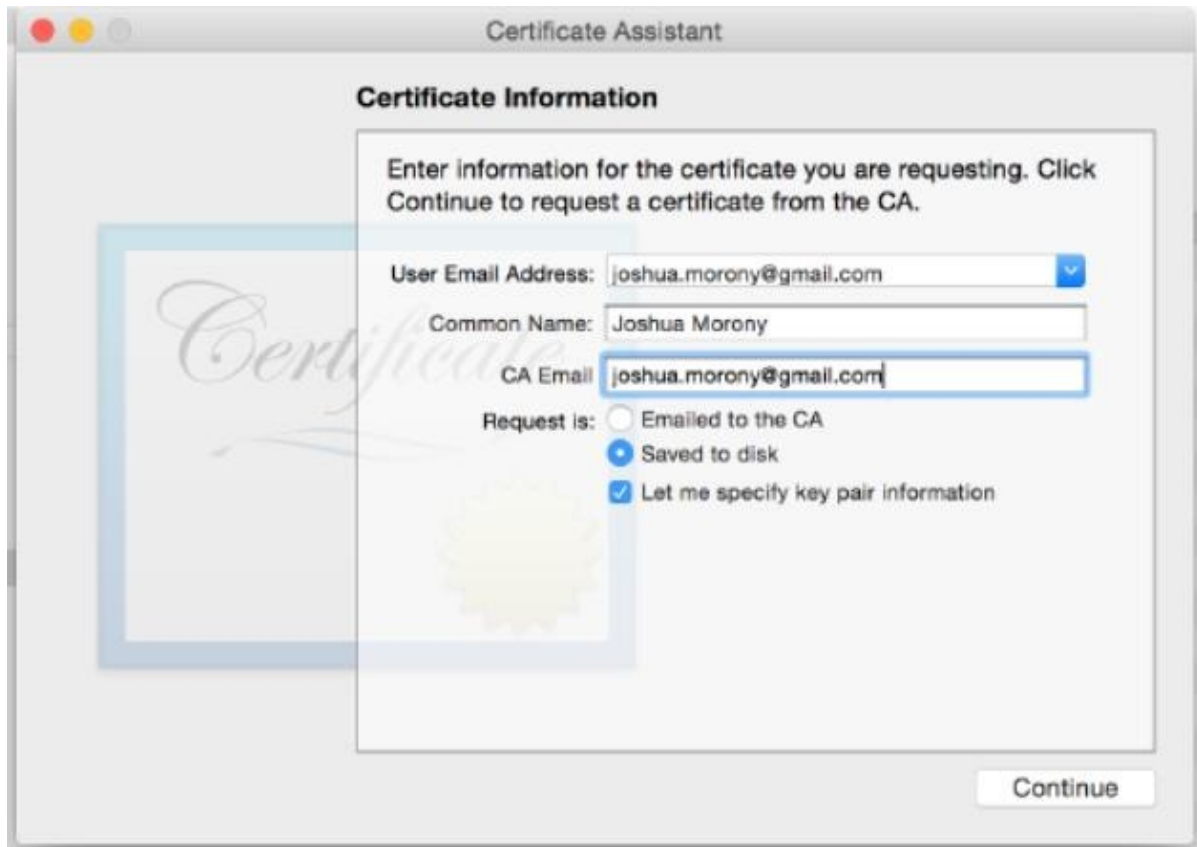 Certificate Assistant
Certificate Information
Enter information for the certificate you are requesting. Click
Continue to request a certificate from the CA.
User Email Address: joshua.morony@gmail.com
Common Name: Joshua Morony
CA Email joshua.morony@gmail.com
Request is: Emailed to the CA
Saved to disk
Let me specify key pair information
Certificate
Continue